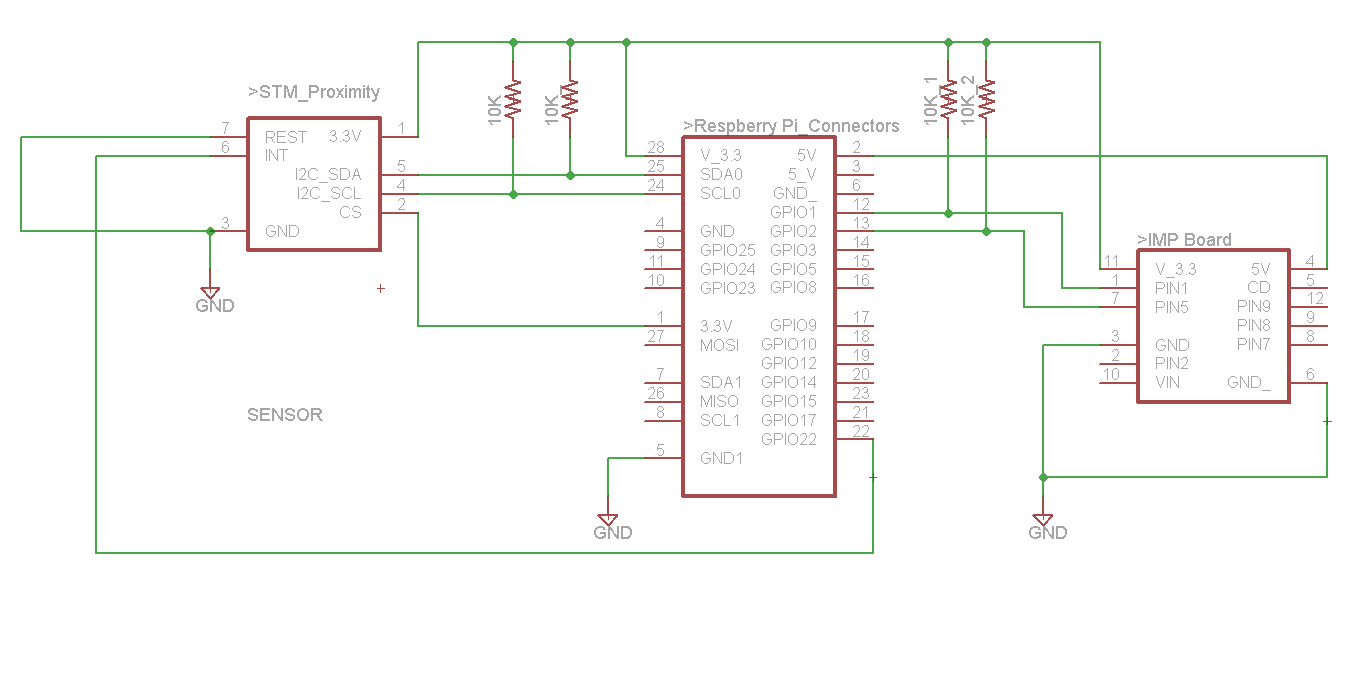 >STM_Proximity
7 REST 3.3V 1
6 INT
I2C_SDA 5
I2C_SCL 4
CS 2
3 GND
GND
SENSOR
10K
10K_
>Respberry Pi_Connectors
28 V_3.3 5V 2
25 SDA0 5_V 3
24 SCL0 GND_ 6
GPIO1 12
4 GND GPIO2 13
9 GPIO25 GPIO3 14
11 GPIO24 GPIO5 15
10 GPIO23 GPIO8 16
1 3.3V GPIO9 17
27 MOSI GPIO10 18
GPIO12 19
7 SDA1 GPIO14 20
26 MISO GPIO15 23
8 SCL1 GPIO17 21
GPIO22 22
5 GND1
GND
10K_1
10K_2
>IMP Board
11 V_3.3 5V 4
1 PIN1 CD 5
7 PIN5 PIN9 12
PIN8 9
3 GND PIN7 8
2 PIN2
10 VIN GND_ 6
GND